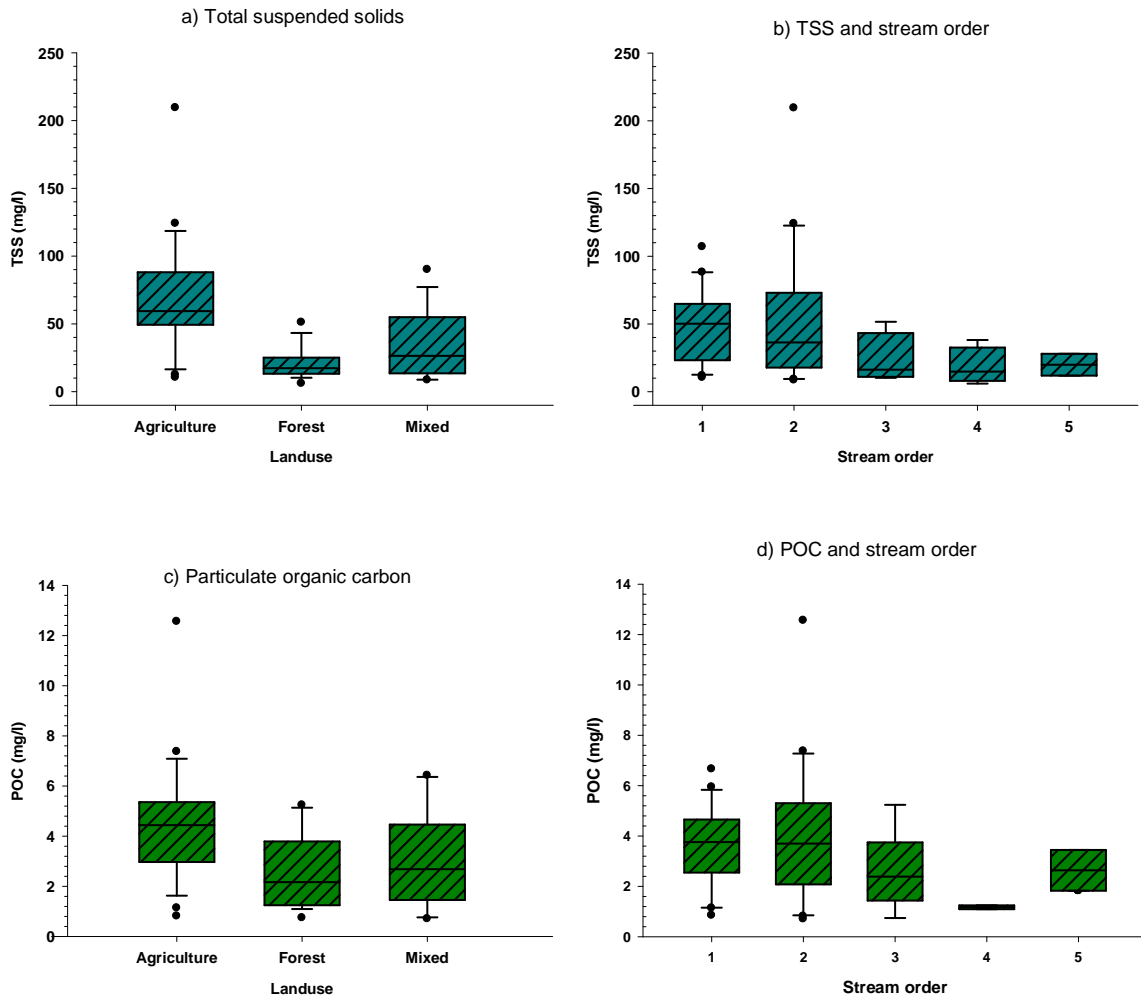 a) Total suspended solids
250
200
150
100
50
0
TSS (mg/l)
Agriculture Forest Mixed
Landuse
b) TSS and stream order
250
200
150
100
50
0
TSS (mg/l)
1 2 3 4 5
Stream order
c) Particulate organic carbon
14
12
10
8
6
4
2
0
POC (mg/l)
Agriculture Forest Mixed
Landuse
d) POC and stream order
14
12
10
8
6
4
2
0
POC (mg/l)
1 2 3 4 5
Stream order